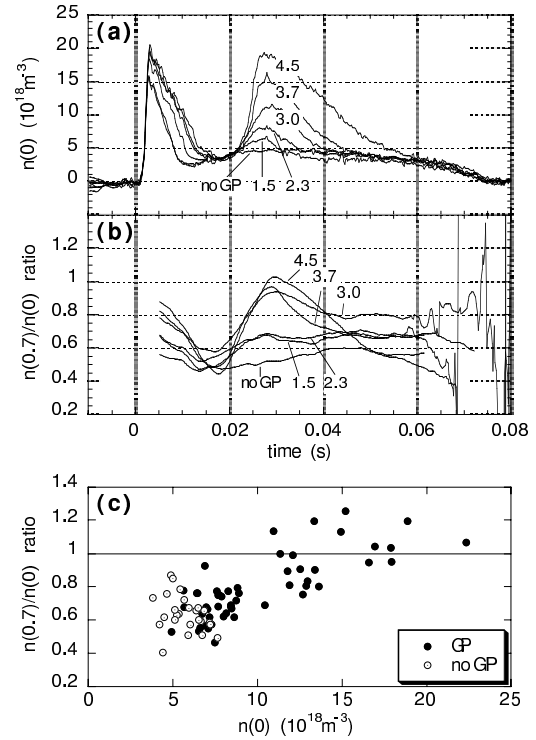 (a)
n(0) (10^18 m^-3)
25
20
15
10
5
0
4.5
3.7
3.0
no GP 1.5 2.3
(b)
n(0.7)/n(0) ratio
1.2
1
0.8
0.6
0.4
0.2
4.5
3.7
3.0
no GP 1.5 2.3
0 0.02 0.04 0.06 0.08
time (s)
(c)
n(0.7)/n(0) ratio
1.4
1.2
1
0.8
0.6
0.4
0.2
GP
no GP
0 5 10 15 20 25
n(0) (10^18 m^-3)